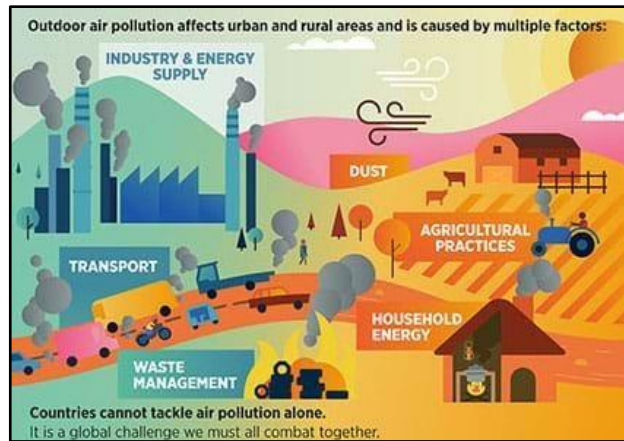 Outdoor air pollution affects urban and rural areas and is caused by multiple factors:
INDUSTRY & ENERGY
SUPPLY
DUST
AGRICULTURAL
PRACTICES
TRANSPORT
HOUSEHOLD
ENERGY
WASTE
MANAGEMENT
Countries cannot tackle air pollution alone.
It is a global challenge we must all combat together.